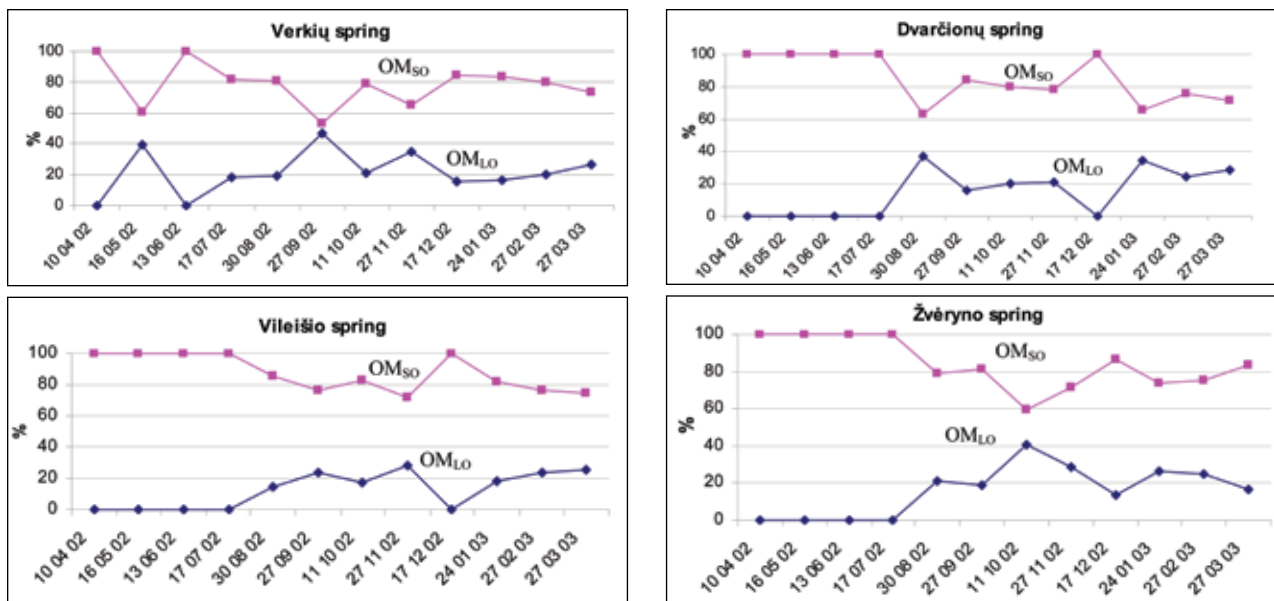 Verkių spring
100
80
60
40
20
0
%
OMSO
OMLO
10 04 02
16 05 02
13 06 02
17 07 02
30 08 02
27 09 02
11 10 02
27 11 02
17 12 02
24 01 03
27 02 03
27 03 03
Dvarčionų spring
100
80
60
40
20
0
%
OMSO
OMLO
10 04 02
16 05 02
13 06 02
17 07 02
30 08 02
27 09 02
11 10 02
27 11 02
17 12 02
24 01 03
27 02 03
27 03 03
Vileišio spring
100
80
60
40
20
0
%
OMSO
OMLO
10 04 02
16 05 02
13 06 02
17 07 02
30 08 02
27 09 02
11 10 02
27 11 02
17 12 02
24 01 03
27 02 03
27 03 03
Žvėryno spring
100
80
60
40
20
0
%
OMSO
OMLO
10 04 02
16 05 02
13 06 02
17 07 02
30 08 02
27 09 02
11 10 02
27 11 02
17 12 02
24 01 03
27 02 03
27 03 03